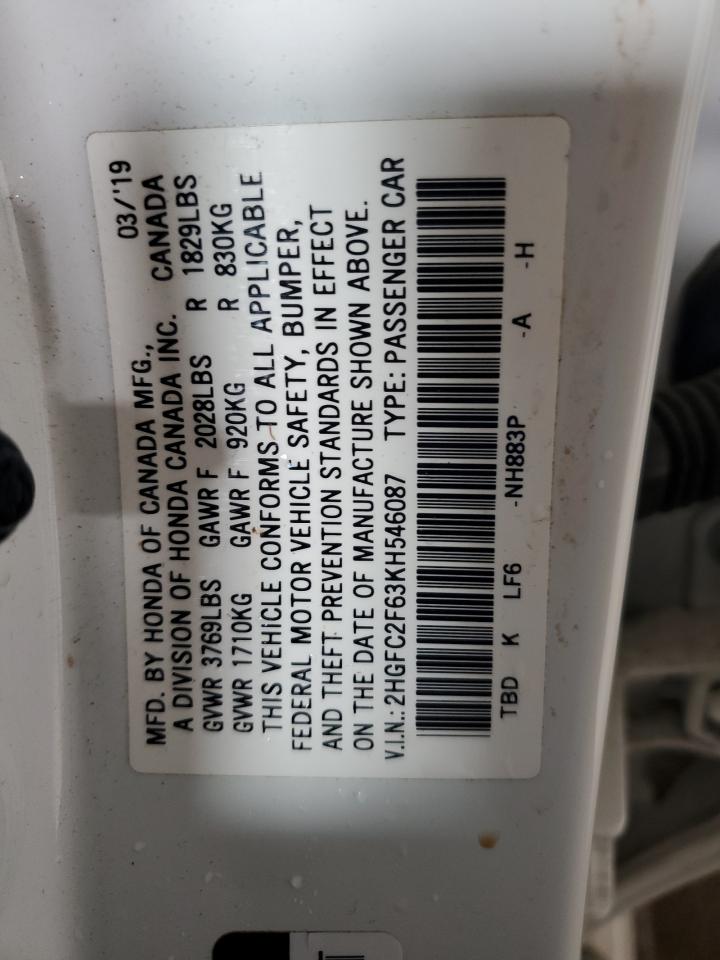 03/'19
MFD. BY HONDA OF CANADA MFG.,
A DIVISION OF HONDA CANADA INC. CANADA
GVWR 3769LBS GAWR F 2028LBS R 1829LBS
GVWR 1710KG GAWR F 920KG R 830KG
THIS VEHICLE CONFORMS TO ALL APPLICABLE
FEDERAL MOTOR VEHICLE SAFETY, BUMPER,
AND THEFT PREVENTION STANDARDS IN EFFECT
ON THE DATE OF MANUFACTURE SHOWN ABOVE.
V.I.N.: 2HGFC2F63KH546087 TYPE: PASSENGER CAR
TBD K LF6 -NH883P -A -H